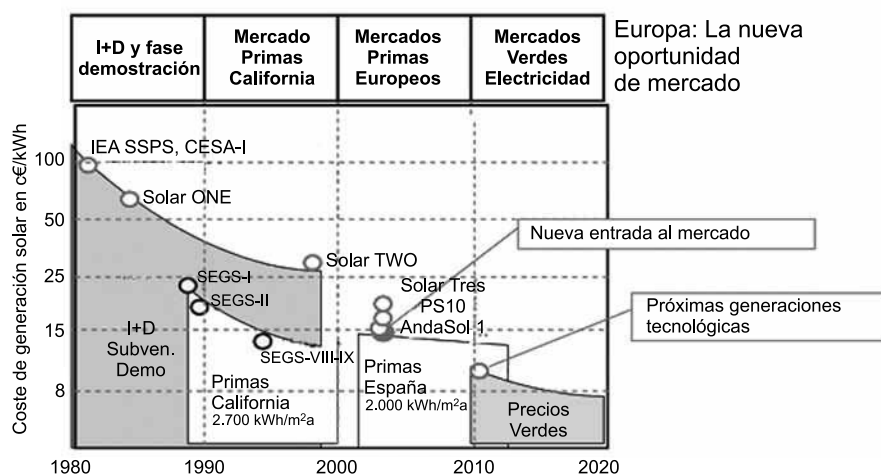 I+D y fase
demostración
Mercado
Primas
California
Mercados
Primas
Europeos
Mercados
Verdes
Electricidad
Europa: La nueva
oportunidad
de mercado
Coste de generación solar en c€/kWh
100
50
25
15
8
IEA SSPS, CESA-I
Solar ONE
Solar TWO
SEGS-I
SEGS-II
SEGS-VIII-IX
Solar Tres
PS10
AndaSol 1
Nueva entrada al mercado
Próximas generaciones
tecnológicas
I+D
Subven.
Demo
Primas
California
2.700 kWh/m²a
Primas
España
2.000 kWh/m²a
Precios
Verdes
1980
1990
2000
2010
2020